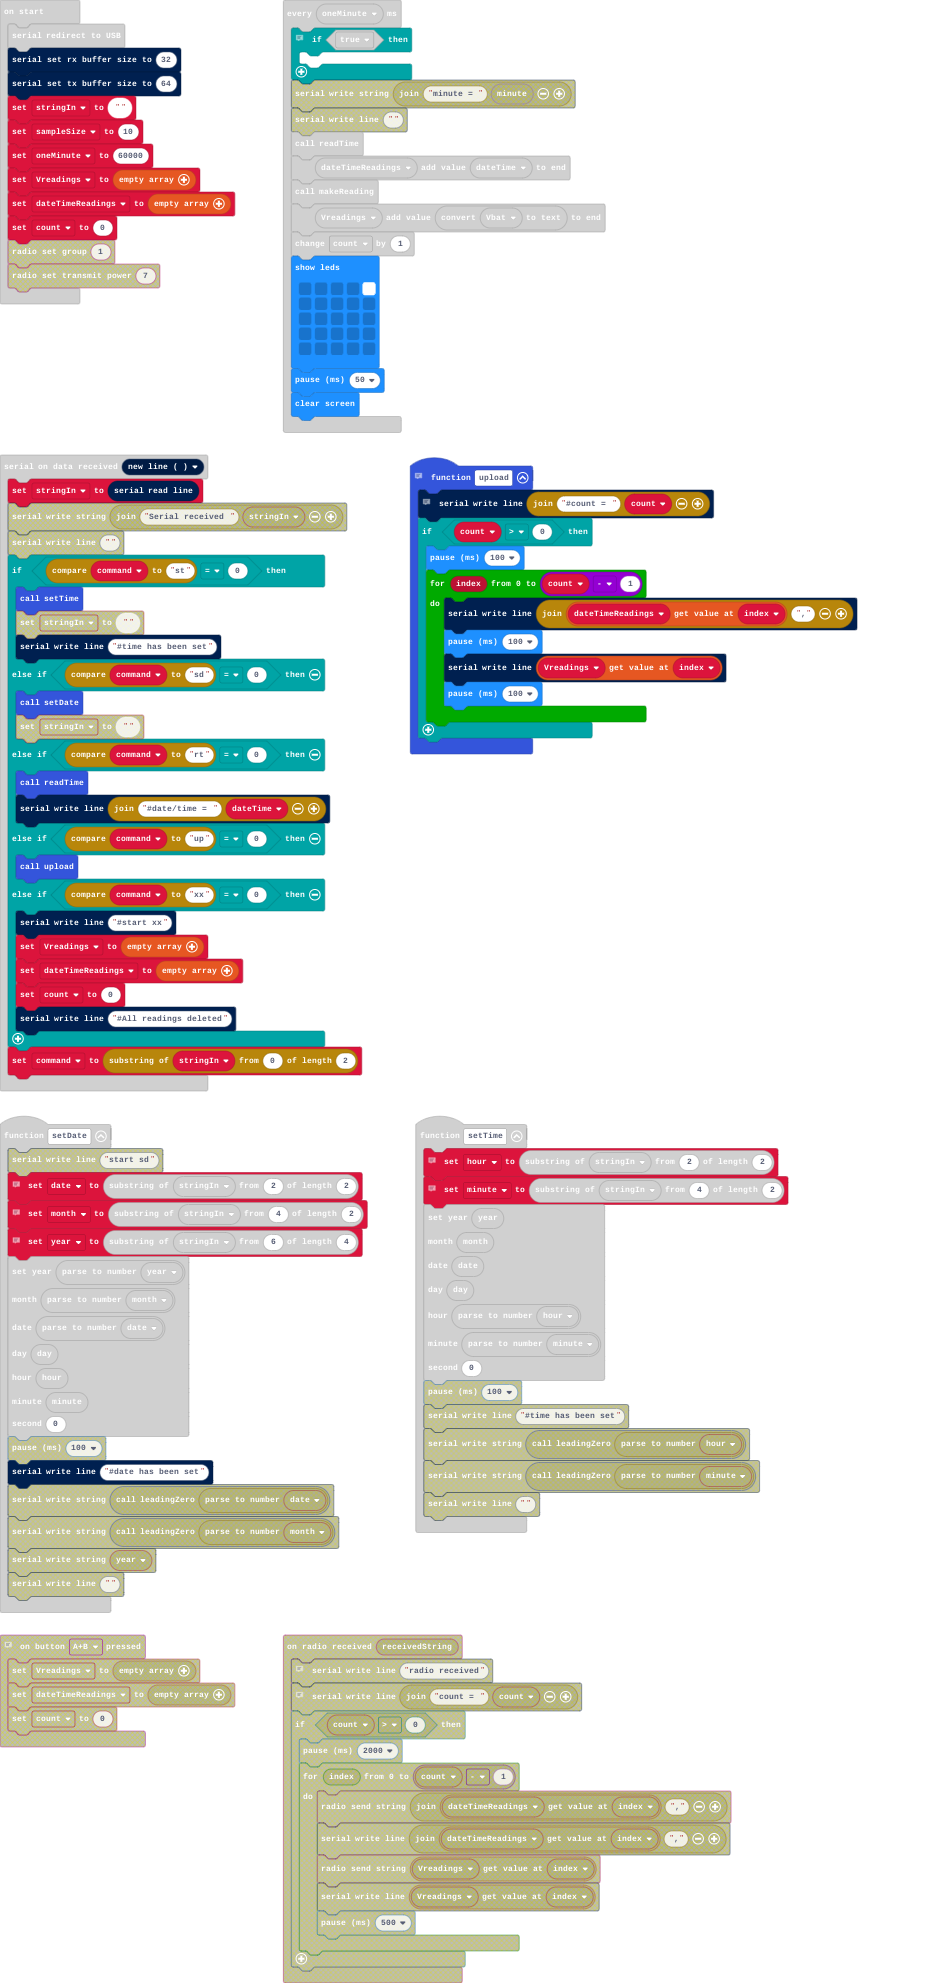 on start
serial redirect to USB
serial set rx buffer size to 32
serial set tx buffer size to 64
set stringIn to ""
set sampleSize to 10
set oneMinute to 60000
set Vreadings to empty array
set dateTimeReadings to empty array
set count to 0
radio set group 1
radio set transmit power 7
every oneMinute ms
if true then
serial write string join "minute = " minute
serial write line ""
call readTime
dateTimeReadings add value dateTime to end
call makeReading
Vreadings add value convert Vbat to text to end
change count by 1
show leds
pause (ms) 50
clear screen
serial on data received new line ( )
set stringIn to serial read line
serial write string join "Serial received " stringIn
serial write line ""
if compare command to "st" = 0 then
call setTime
set stringIn to ""
serial write line "#time has been set"
else if compare command to "sd" = 0 then
call setDate
set stringIn to ""
else if compare command to "rt" = 0 then
call readTime
serial write line join "#date/time = " dateTime
else if compare command to "up" = 0 then
call upload
else if compare command to "xx" = 0 then
serial write line "#start xx"
set Vreadings to empty array
set dateTimeReadings to empty array
set count to 0
serial write line "#All readings deleted"
set command to substring of stringIn from 0 of length 2
function upload
serial write line join "#count = " count
if count > 0 then
pause (ms) 100
for index from 0 to count - 1
do
serial write line join dateTimeReadings get value at index ","
pause (ms) 100
serial write line Vreadings get value at index
pause (ms) 100
function setDate
serial write line "start sd"
set date to substring of stringIn from 2 of length 2
set month to substring of stringIn from 4 of length 2
set year to substring of stringIn from 6 of length 4
set year parse to number year
month parse to number month
date parse to number date
day day
hour hour
minute minute
second 0
pause (ms) 100
serial write line "#date has been set"
serial write string call leadingZero parse to number date
serial write string call leadingZero parse to number month
serial write string year
serial write line ""
function setTime
set hour to substring of stringIn from 2 of length 2
set minute to substring of stringIn from 4 of length 2
set year year
month month
date date
day day
hour parse to number hour
minute parse to number minute
second 0
pause (ms) 100
serial write line "#time has been set"
serial write string call leadingZero parse to number hour
serial write string call leadingZero parse to number minute
serial write line ""
on button A+B pressed
set Vreadings to empty array
set dateTimeReadings to empty array
set count to 0
on radio received receivedString
serial write line "radio received"
serial write line join "count = " count
if count > 0 then
pause (ms) 2000
for index from 0 to count - 1
do
radio send string join dateTimeReadings get value at index ","
serial write line join dateTimeReadings get value at index ","
radio send string Vreadings get value at index
serial write line Vreadings get value at index
pause (ms) 500